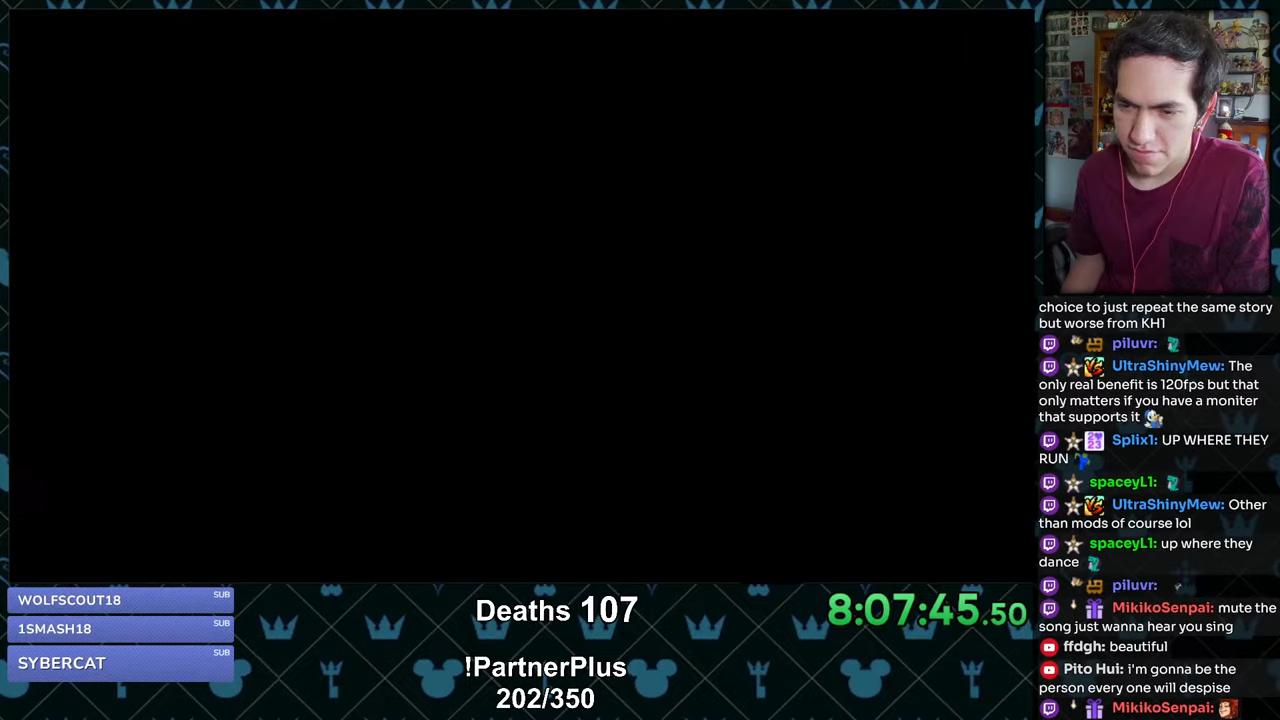 choice to just repeat the same story
but worse from KH1
piluvr:
UltraShinyMew: The
only real benefit is 120fps but that
only matters if you have a moniter
that supports it
Splix1: UP WHERE THEY
RUN
spaceyL1:
UltraShinyMew: Other
than mods of course lol
spaceyL1: up where they
dance
piluvr:
MikikoSenpai: mute the
song just wanna hear you sing
ffdgh: beautiful
Pito Hui: i'm gonna be the
person every one will despise
MikikoSenpai:
WOLFSCOUT18 SUB
1SMASH18 SUB
SYBERCAT SUB
Deaths 107
!PartnerPlus
202/350
8:07:45.50